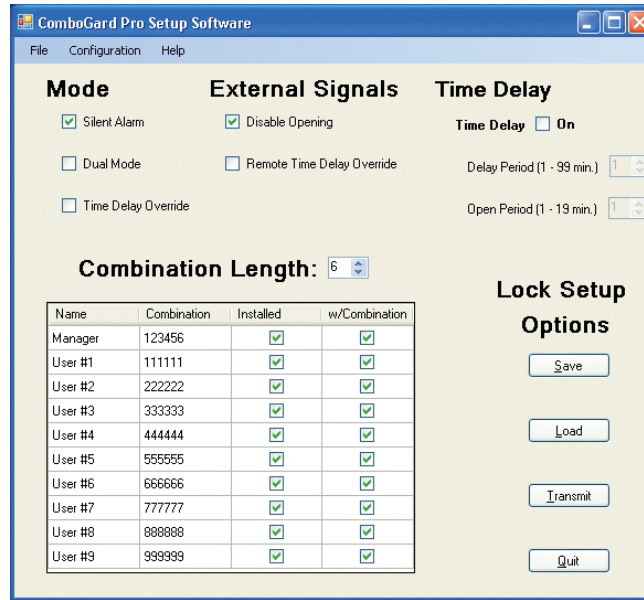 ComboGard Pro Setup Software
File Configuration Help
Mode
Silent Alarm
Dual Mode
Time Delay Override
External Signals
Disable Opening
Remote Time Delay Override
Time Delay
Time Delay On
Delay Period (1 - 99 min.) 1
Open Period (1 - 19 min.) 1
Combination Length: 6
Name Combination Installed w/Combination
Manager 123456
User #1 111111
User #2 222222
User #3 333333
User #4 444444
User #5 555555
User #6 666666
User #7 777777
User #8 888888
User #9 999999
Lock Setup
Options
Save
Load
Transmit
Quit